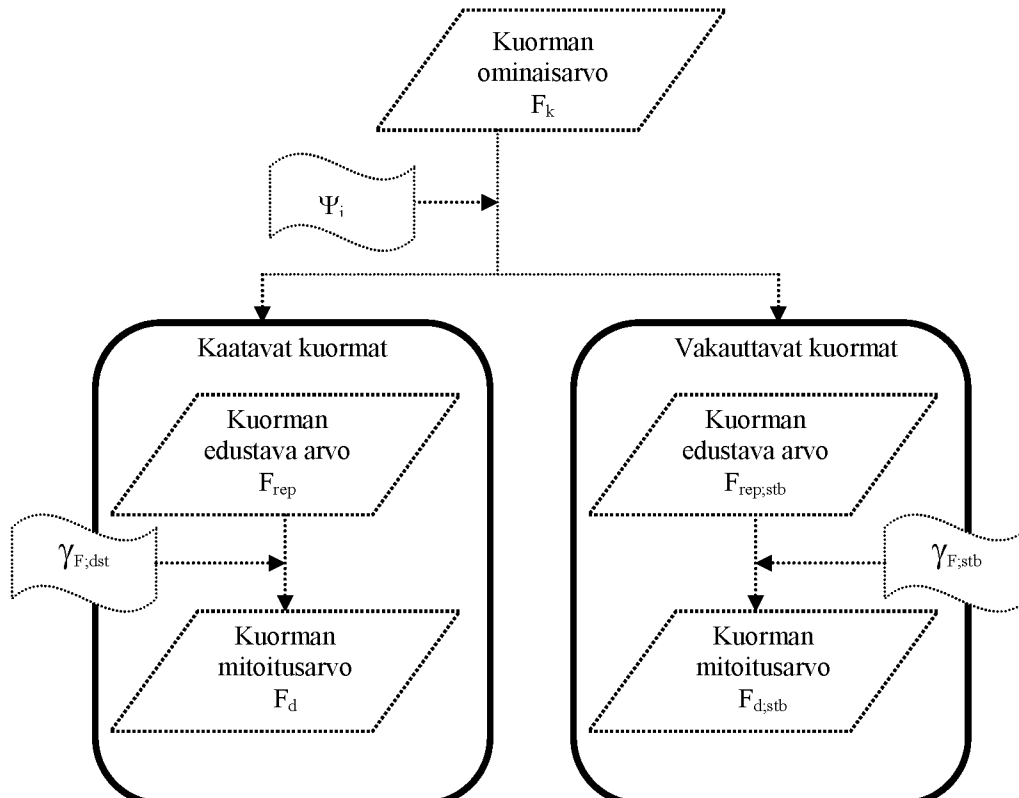 Kuorman
ominaisarvo
F_k
Ψ_i
Kaatavat kuormat
Kuorman
edustava arvo
F_rep
γ_F;dst
Kuorman
mitoitusarvo
F_d
Vakauttavat kuormat
Kuorman
edustava arvo
F_rep;stb
γ_F;stb
Kuorman
mitoitusarvo
F_d;stb